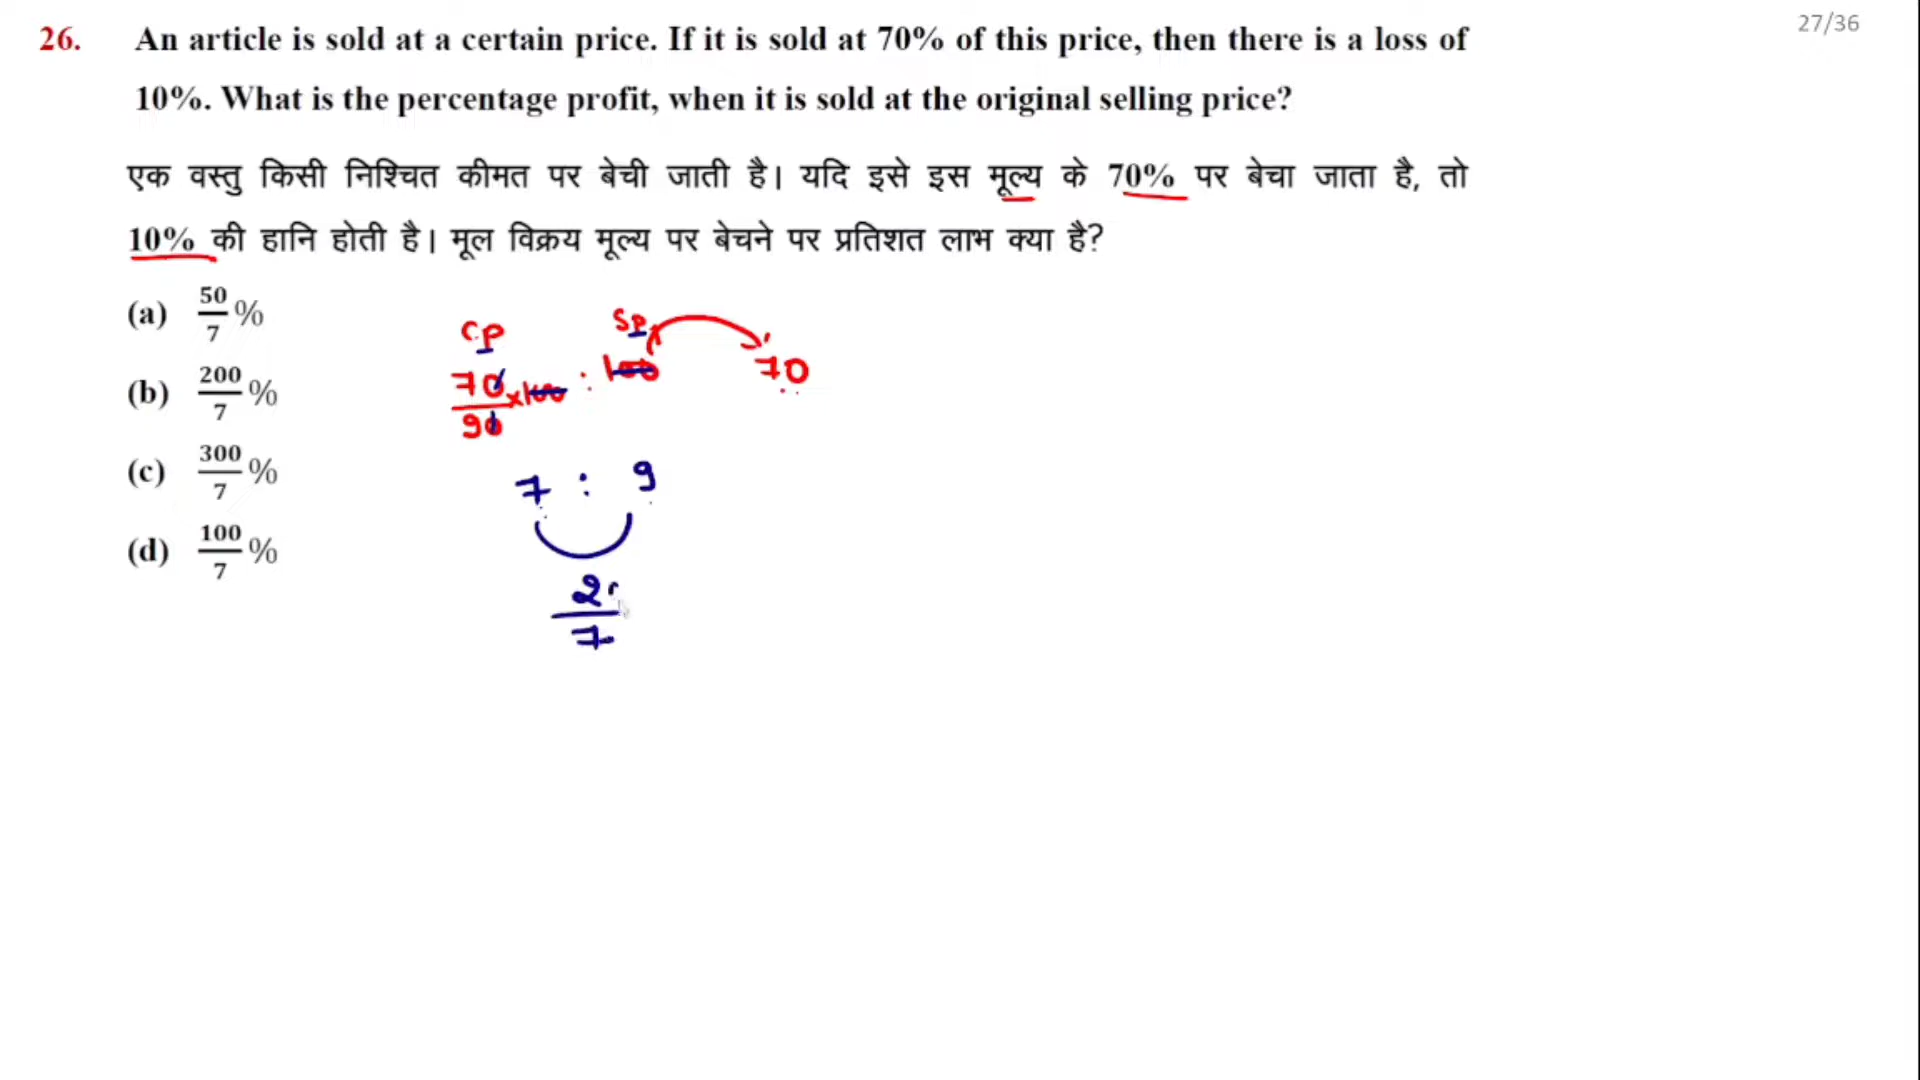 27/36
26. An article is sold at a certain price. If it is sold at 70% of this price, then there is a loss of
10%. What is the percentage profit, when it is sold at the original selling price?
एक वस्तु किसी निश्चित कीमत पर बेची जाती है। यदि इसे इस मूल्य के 70% पर बेचा जाता है, तो
10% की हानि होती है। मूल विक्रय मूल्य पर बेचने पर प्रतिशत लाभ क्या है?
(a) 50/7 %
(b) 200/7 %
(c) 300/7 %
(d) 100/7 %
CP SP
70/90 ×100 : 100 70
7 : 9
2/7